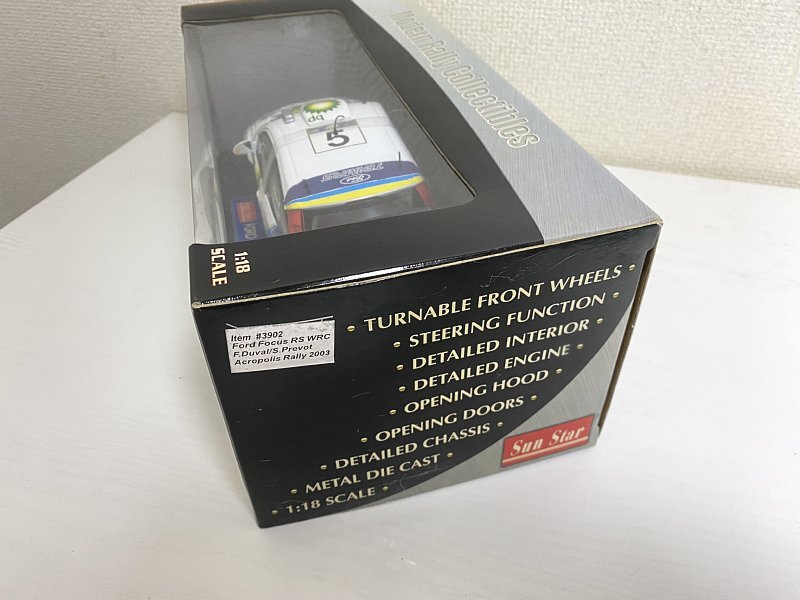 Modern Rally Collectibles
bp
5
Ford
1:18
SCALE
Item #3902
Ford Focus RS WRC
F.Duval/S.Prevot
Acropolis Rally 2003
• TURNABLE FRONT WHEELS •
• STEERING FUNCTION •
• DETAILED INTERIOR •
• DETAILED ENGINE •
• OPENING HOOD •
• OPENING DOORS •
• DETAILED CHASSIS •
• METAL DIE CAST •
• 1:18 SCALE •
Sun Star